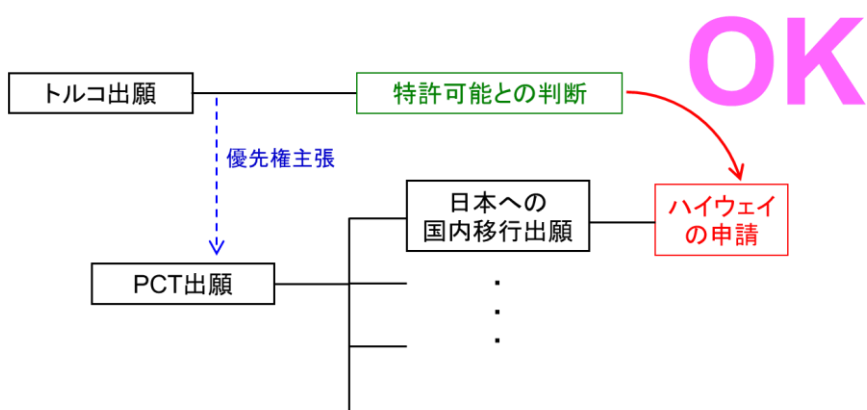 OK
トルコ出願
特許可能との判断
優先権主張
日本への
国内移行出願
ハイウェイ
の申請
PCT出願